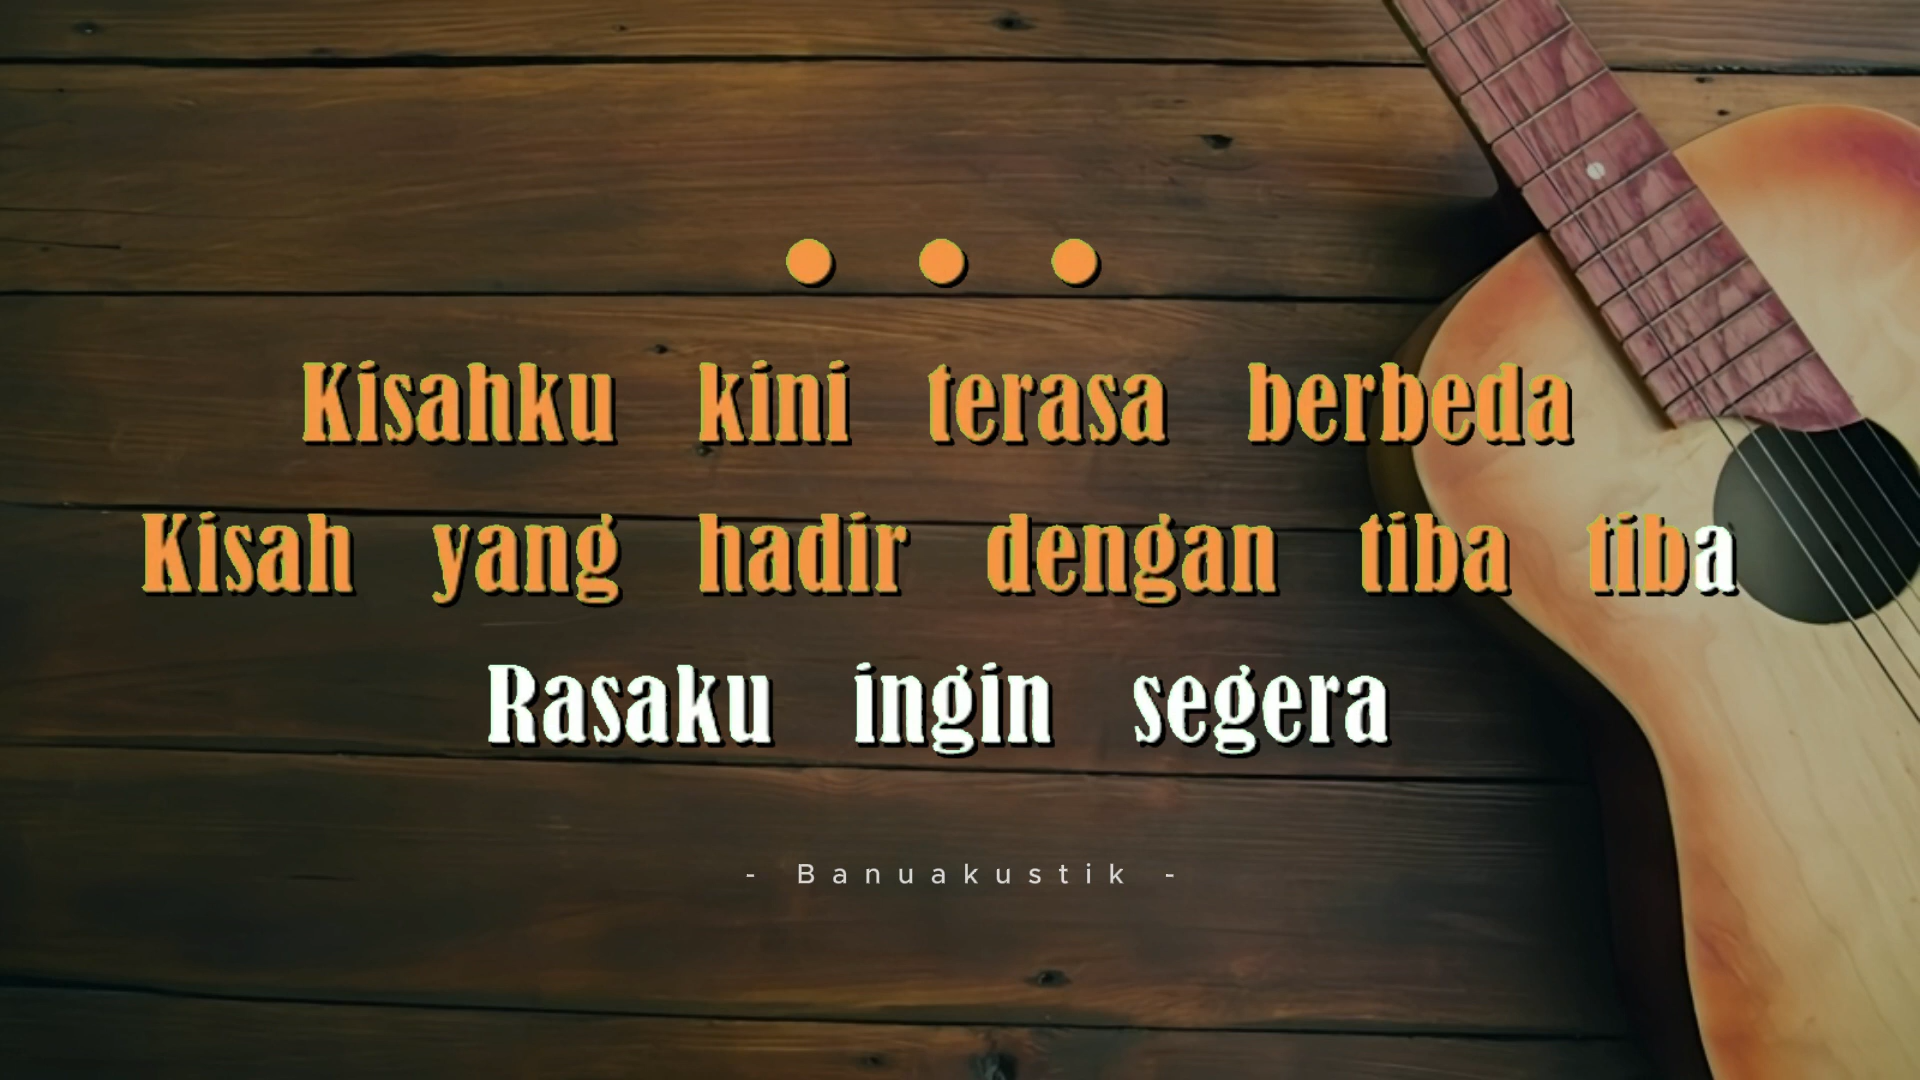 Kisahku kini terasa berbeda
Kisah yang hadir dengan tiba tiba
Rasaku ingin segera
- Banuakustik -